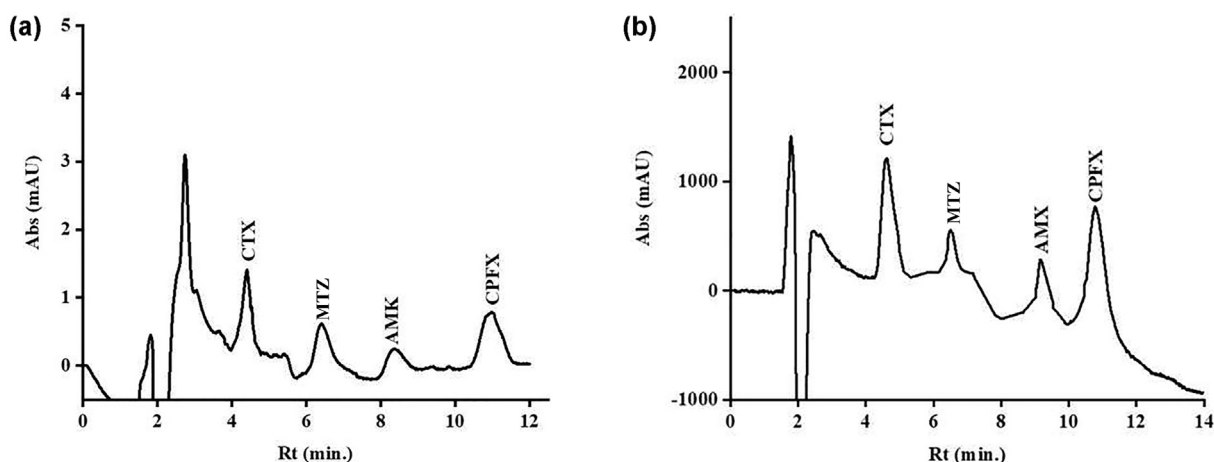 (a)
5
4
3
2
1
0
Abs (mAU)
CTX
MTZ
AMK
CPFX
0 2 4 6 8 10 12
Rt (min.)
(b)
2000
1000
0
-1000
Abs (mAU)
CTX
MTZ
AMX
CPFX
0 2 4 6 8 10 12 14
Rt (min.)